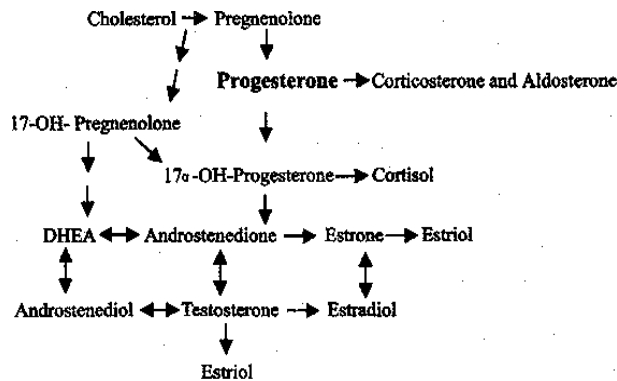 Cholesterol → Pregnenolone
Progesterone → Corticosterone and Aldosterone
17-OH- Pregnenolone
17α-OH-Progesterone → Cortisol
DHEA ↔ Androstenedione → Estrone → Estriol
Androstenediol ↔ Testosterone → Estradiol
Estriol